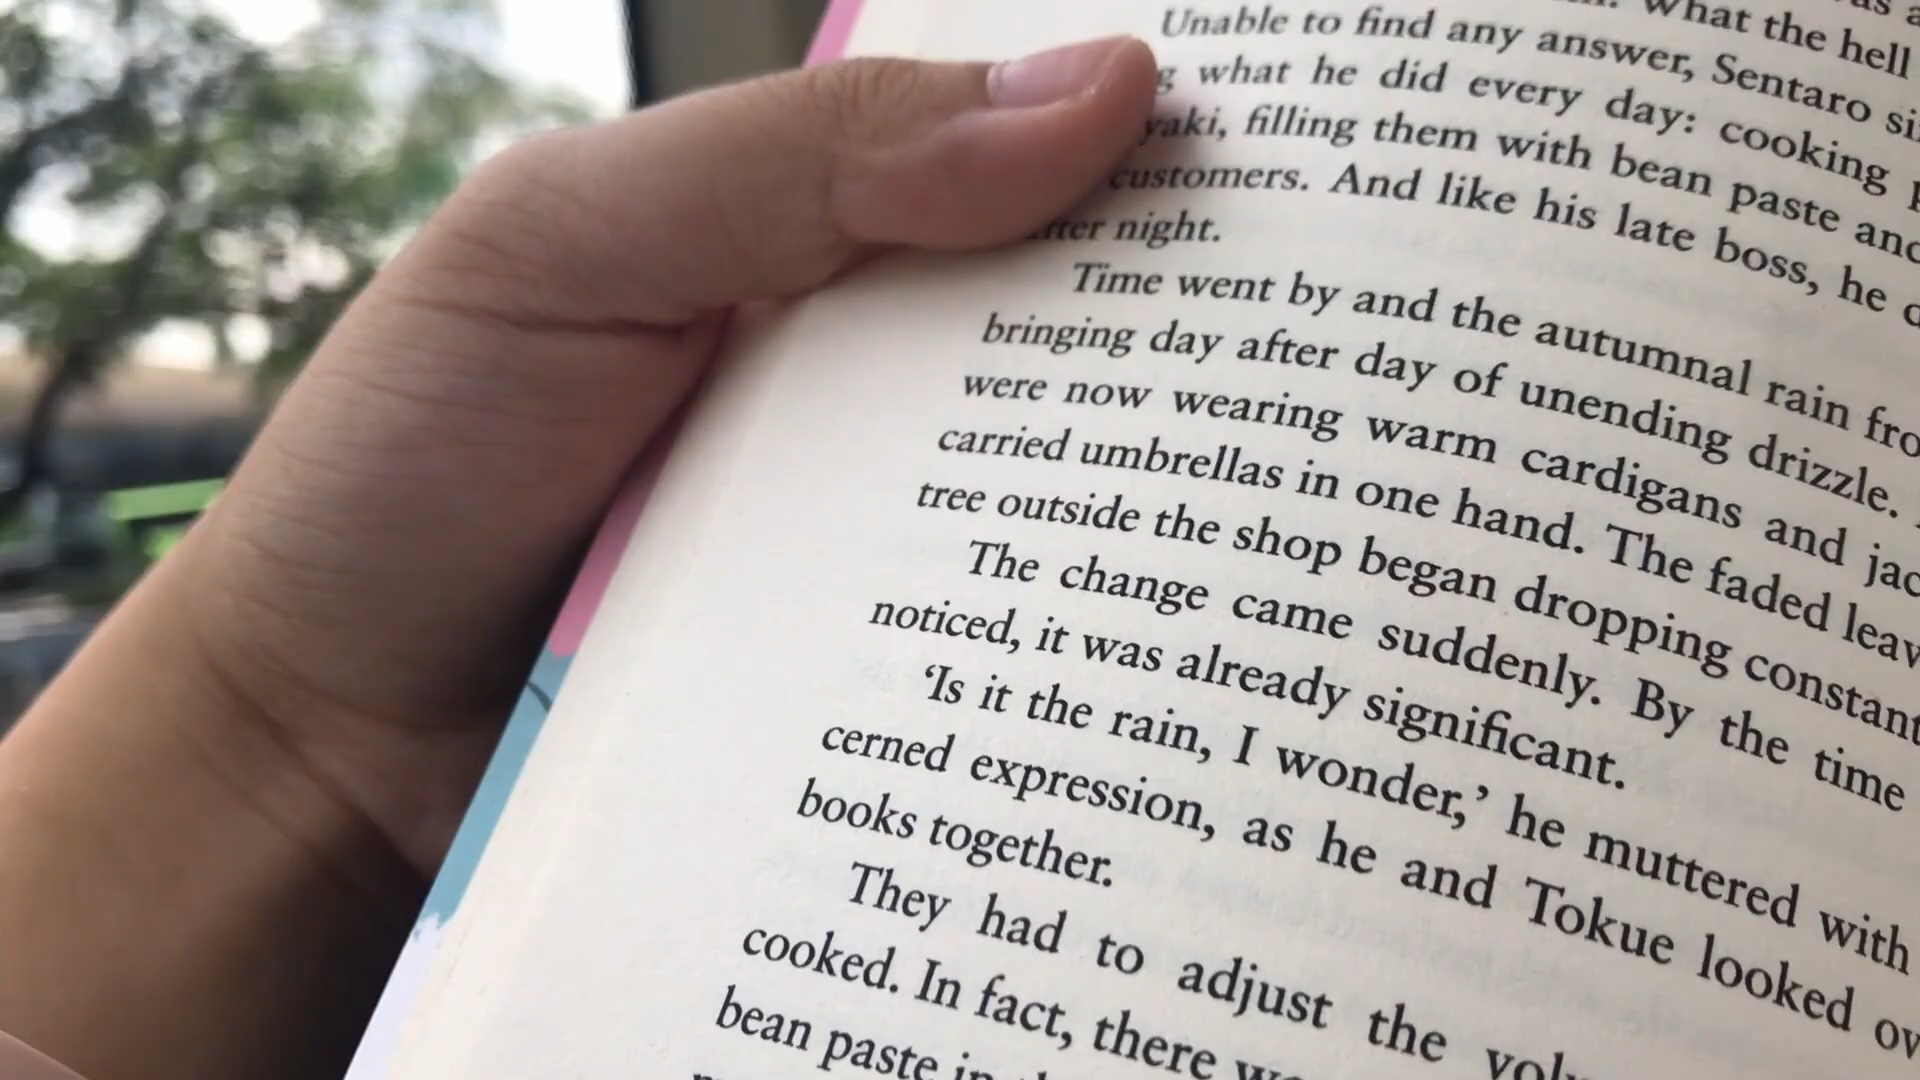 What the hell
Unable to find any answer, Sentaro
what he did every day: cooking
filling them with bean paste and
customers. And like his late boss, he
night.
Time went by and the autumnal rain
bringing day after day of unending drizzle.
were now wearing warm cardigans and
carried umbrellas in one hand. The faded
tree outside the shop began dropping
The change came suddenly. By the time
noticed, it was already significant.
‘Is it the rain, I wonder,’ he muttered with
cerned expression, as he and Tokue looked
books together.
They had to adjust the
cooked. In fact, there
bean paste